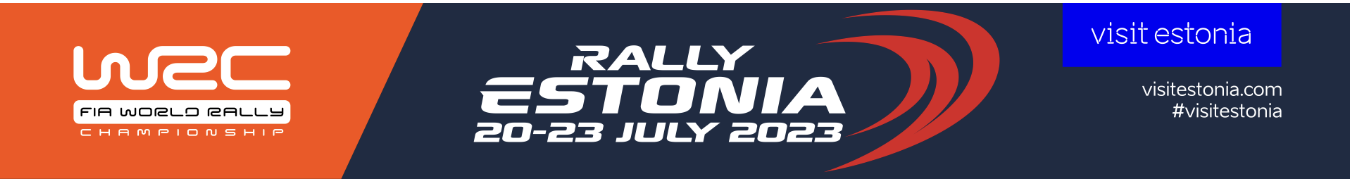 WRC
FIA WORLD RALLY
CHAMPIONSHIP
RALLY
ESTONIA
20-23 JULY 2023
visit estonia
visitestonia.com
#visitestonia